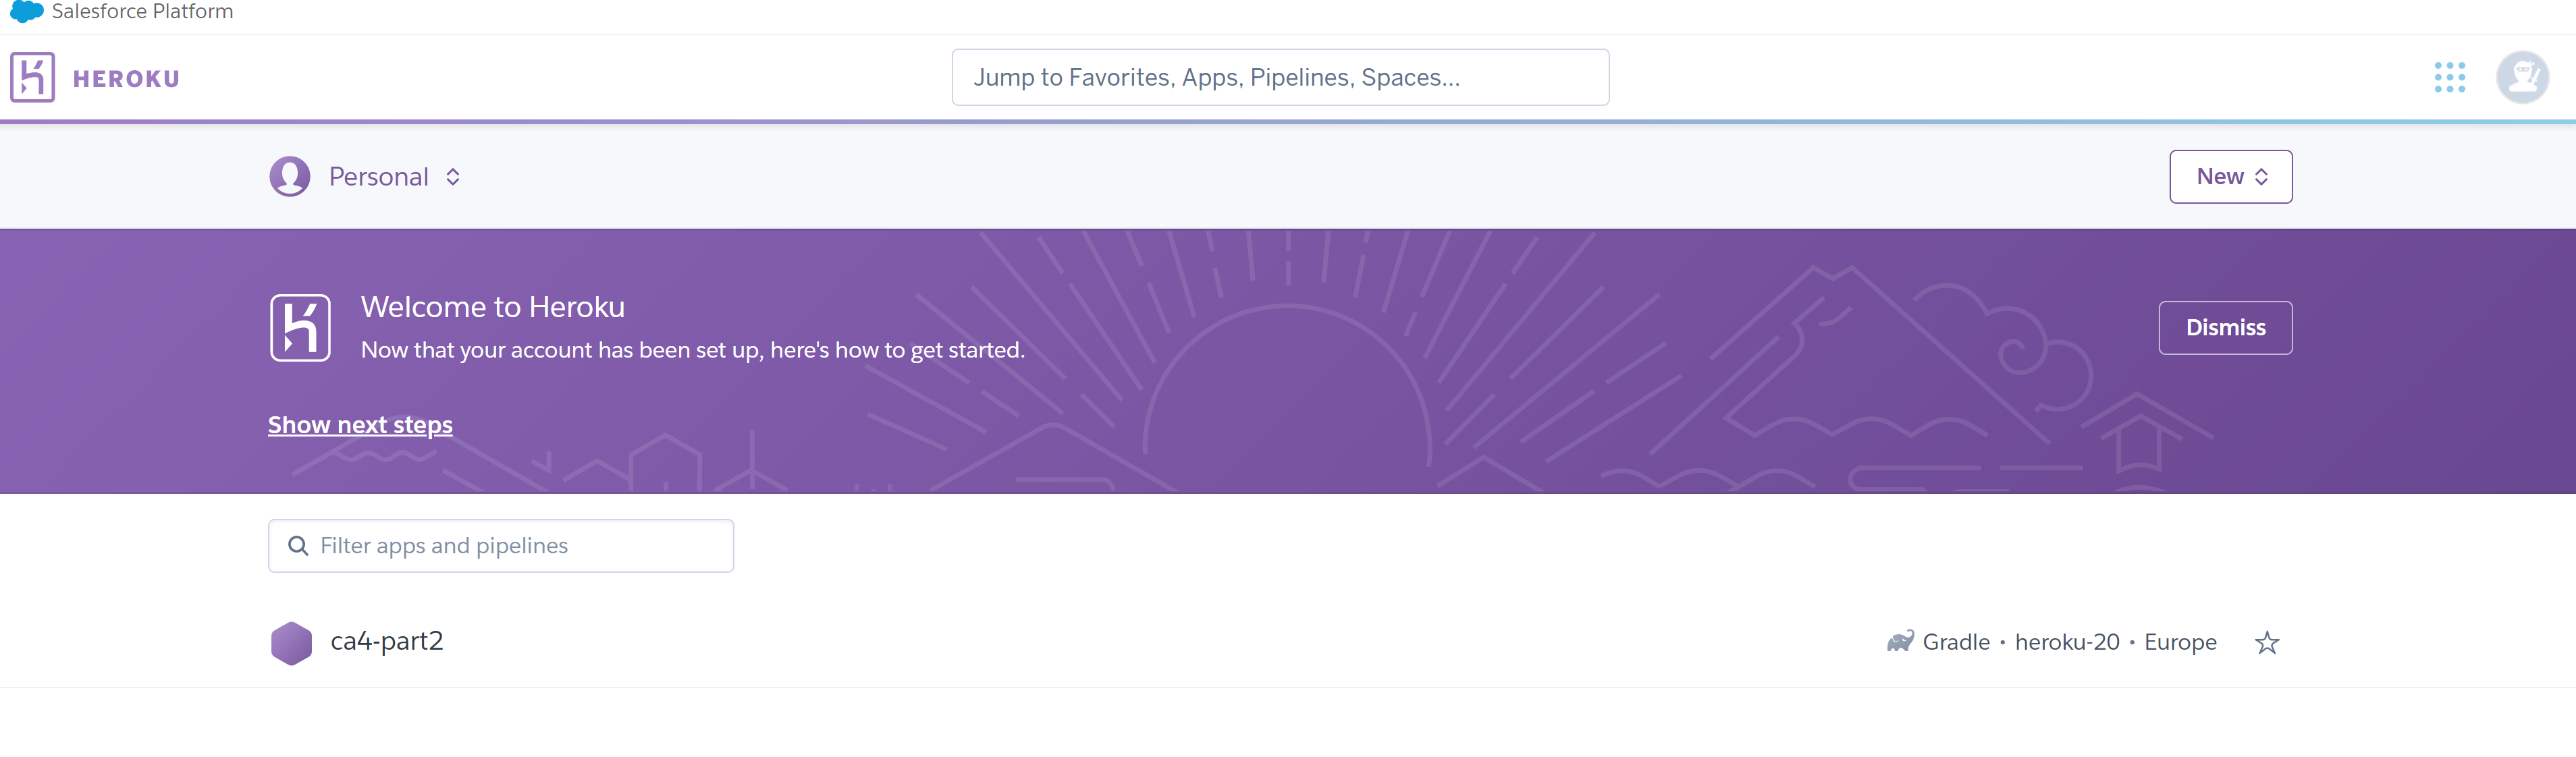 Salesforce Platform
HEROKU
Jump to Favorites, Apps, Pipelines, Spaces...
Personal
New
Welcome to Heroku
Now that your account has been set up, here's how to get started.
Dismiss
Show next steps
Filter apps and pipelines
ca4-part2
Gradle • heroku-20 • Europe